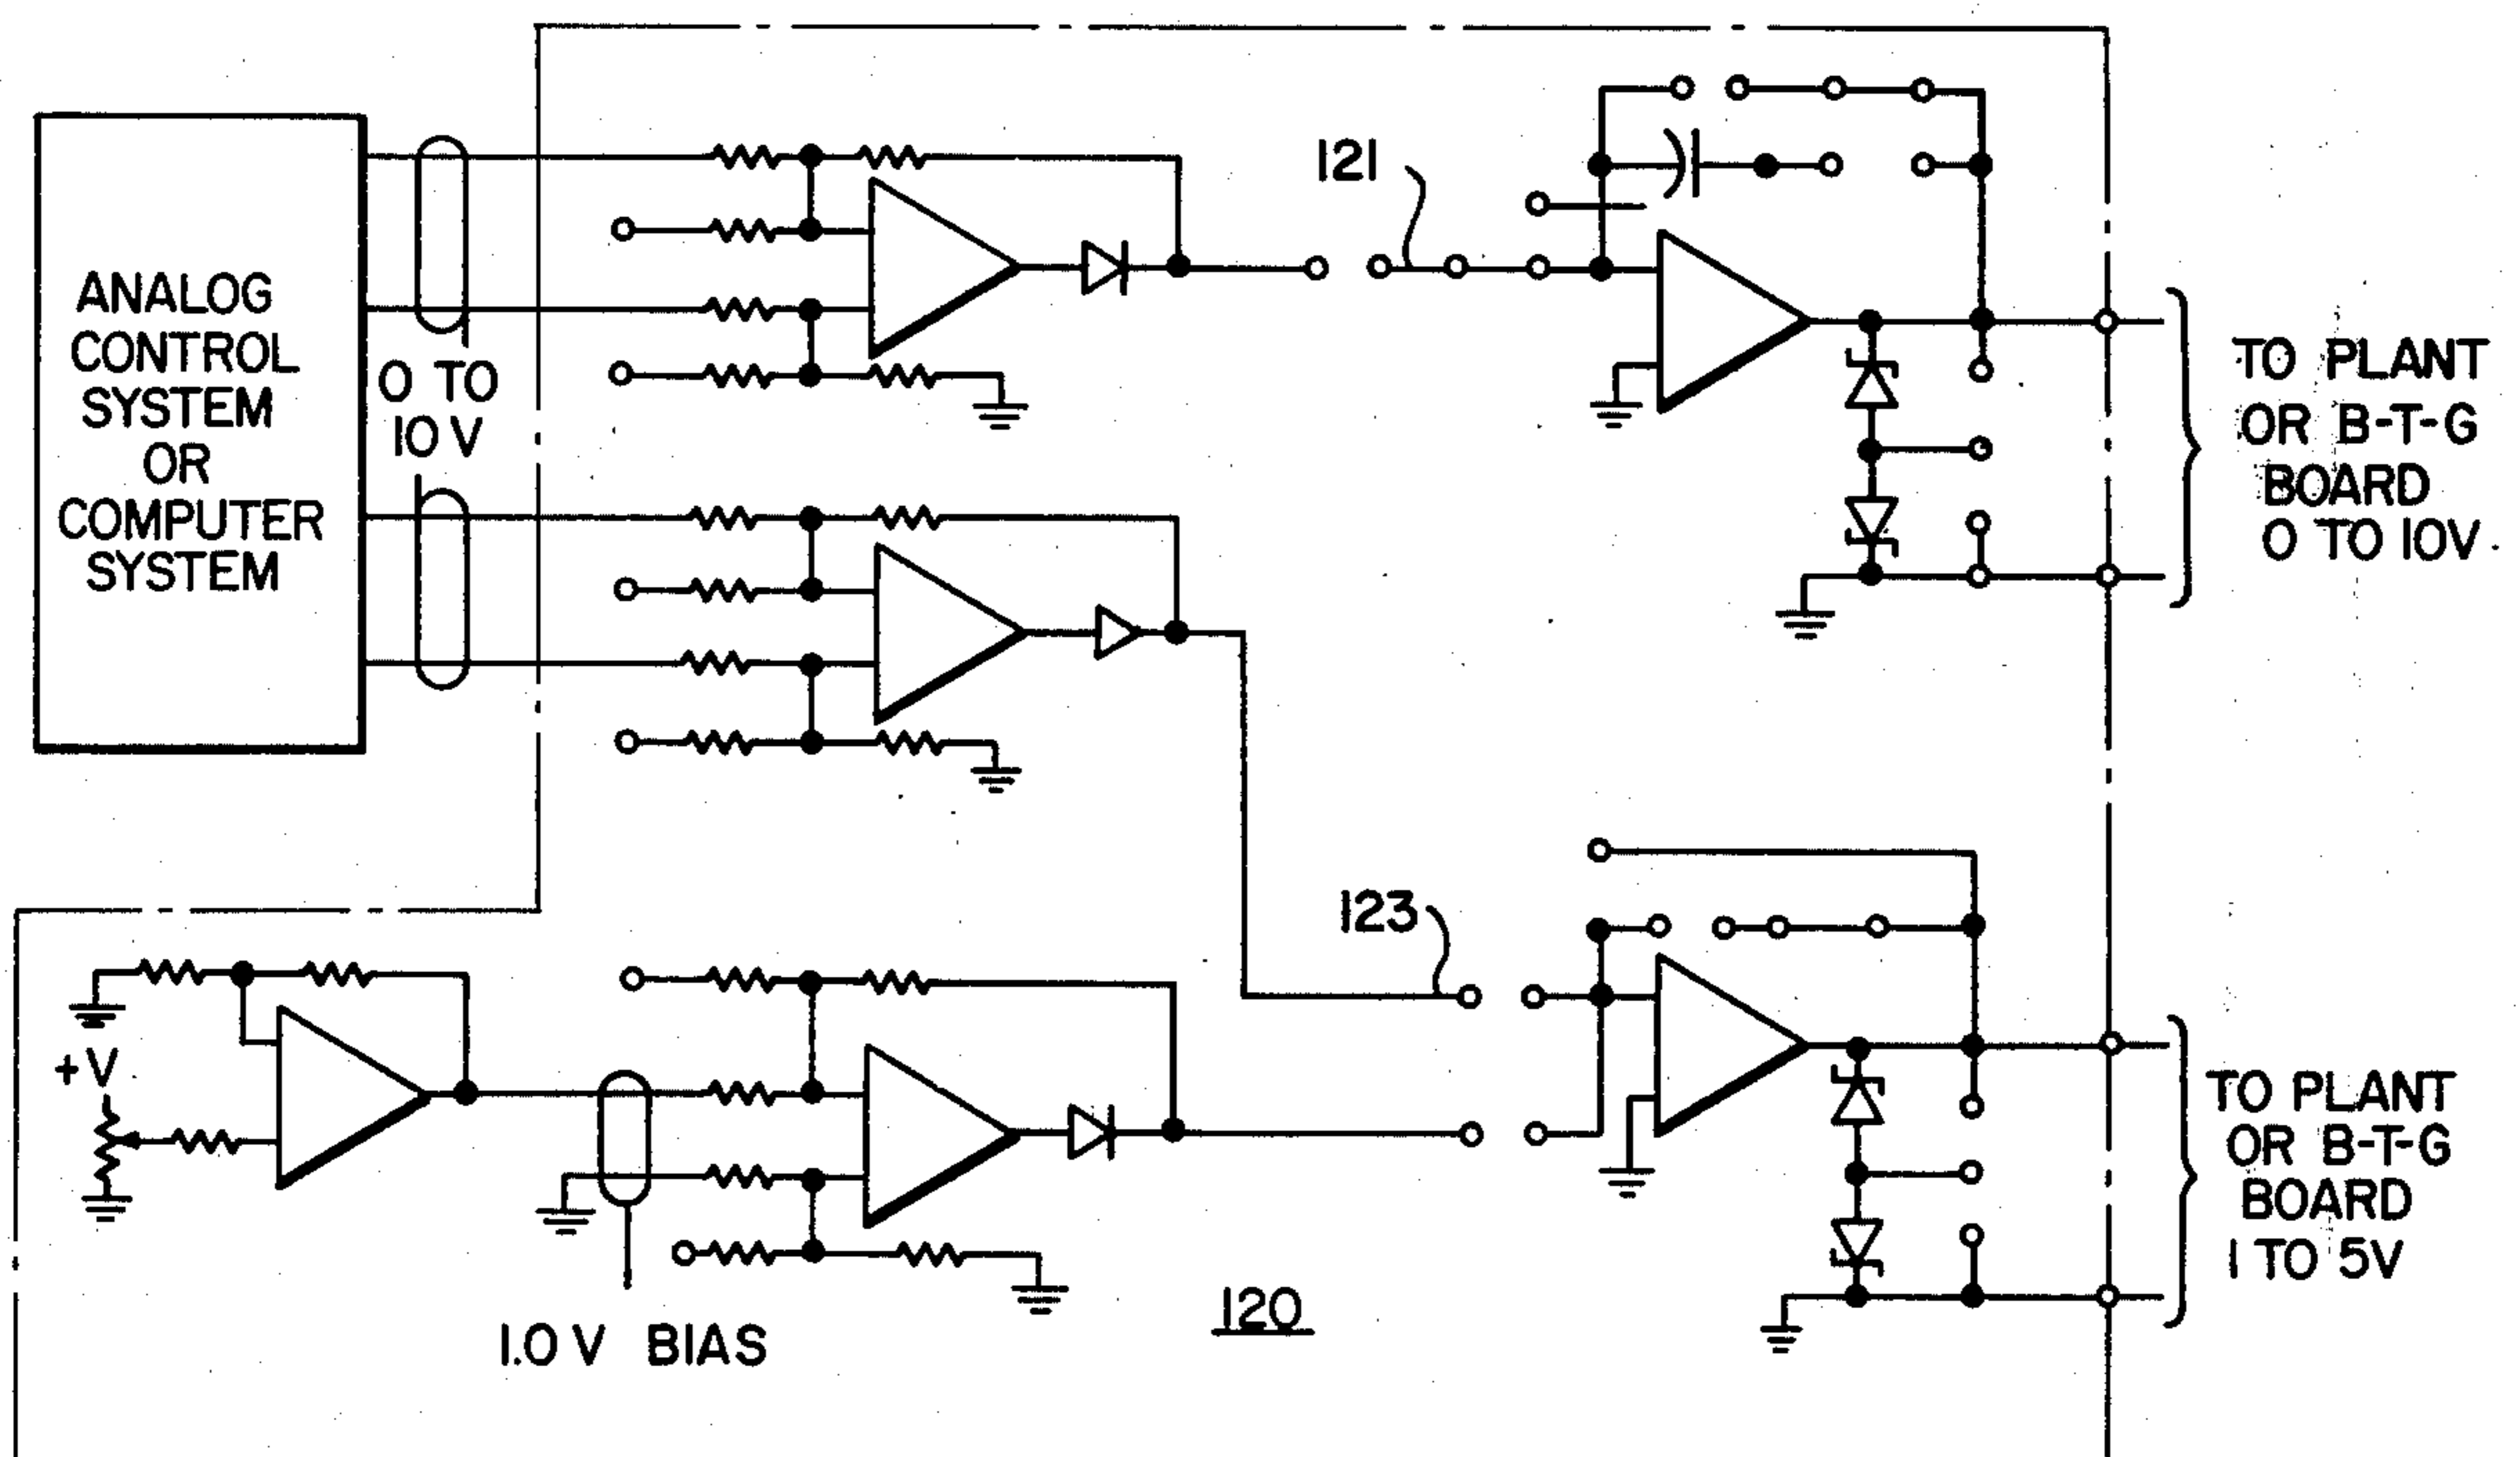 ANALOG
CONTROL
SYSTEM
OR
COMPUTER
SYSTEM
0 TO
10 V
121
TO PLANT
OR B-T-G
BOARD
0 TO 10V.
+V
123
1.0 V BIAS
120
TO PLANT
OR B-T-G
BOARD
1 TO 5V